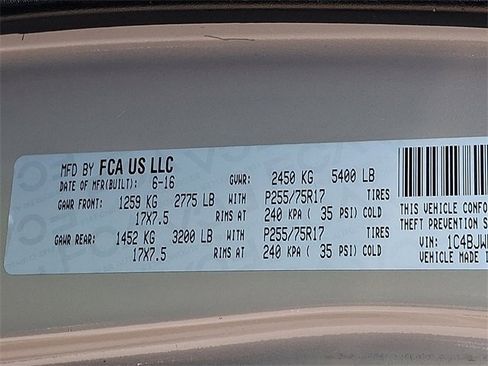 MFD BY FCA US LLC
DATE OF MFR(BUILT): 6-16 GVWR: 2450 KG 5400 LB
GAWR FRONT: 1259 KG 2775 LB WITH P255/75R17 TIRES
17X7.5 RIMS AT 240 KPA ( 35 PSI) COLD
GAWR REAR: 1452 KG 3200 LB WITH P255/75R17 TIRES
17X7.5 RIMS AT 240 KPA ( 35 PSI) COLD
THIS VEHICLE CONFO
THEFT PREVENTION S
VIN: 1C4BJW
VEHICLE MADE I